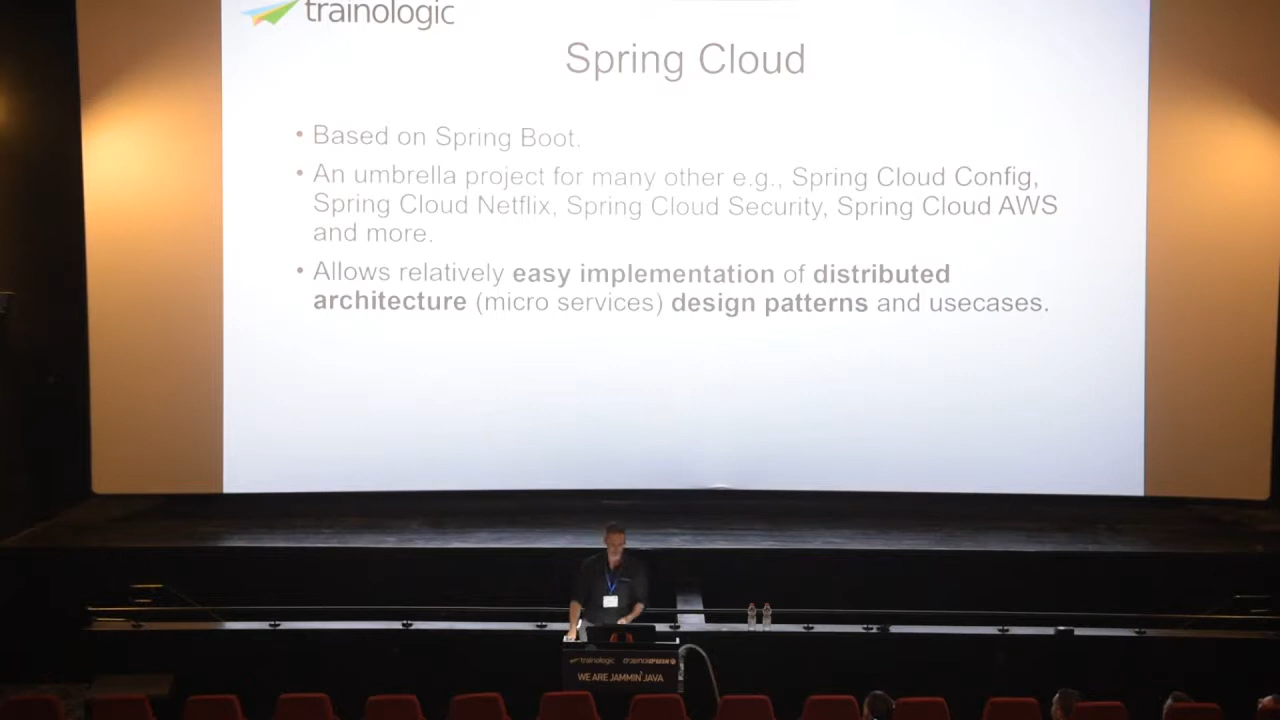 trainologic
Spring Cloud
• Based on Spring Boot.
• An umbrella project for many other e.g., Spring Cloud Config,
Spring Cloud Netflix, Spring Cloud Security, Spring Cloud AWS
and more.
• Allows relatively easy implementation of distributed
architecture (micro services) design patterns and usecases.
trainologic
WE ARE JAMMIN' JAVA